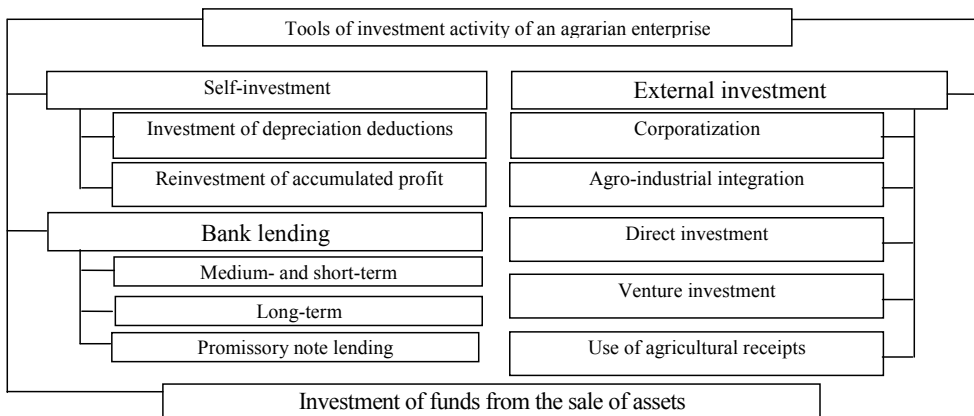 Tools of investment activity of an agrarian enterprise
Self-investment
Investment of depreciation deductions
Reinvestment of accumulated profit
Bank lending
Medium- and short-term
Long-term
Promissory note lending
External investment
Corporatization
Agro-industrial integration
Direct investment
Venture investment
Use of agricultural receipts
Investment of funds from the sale of assets